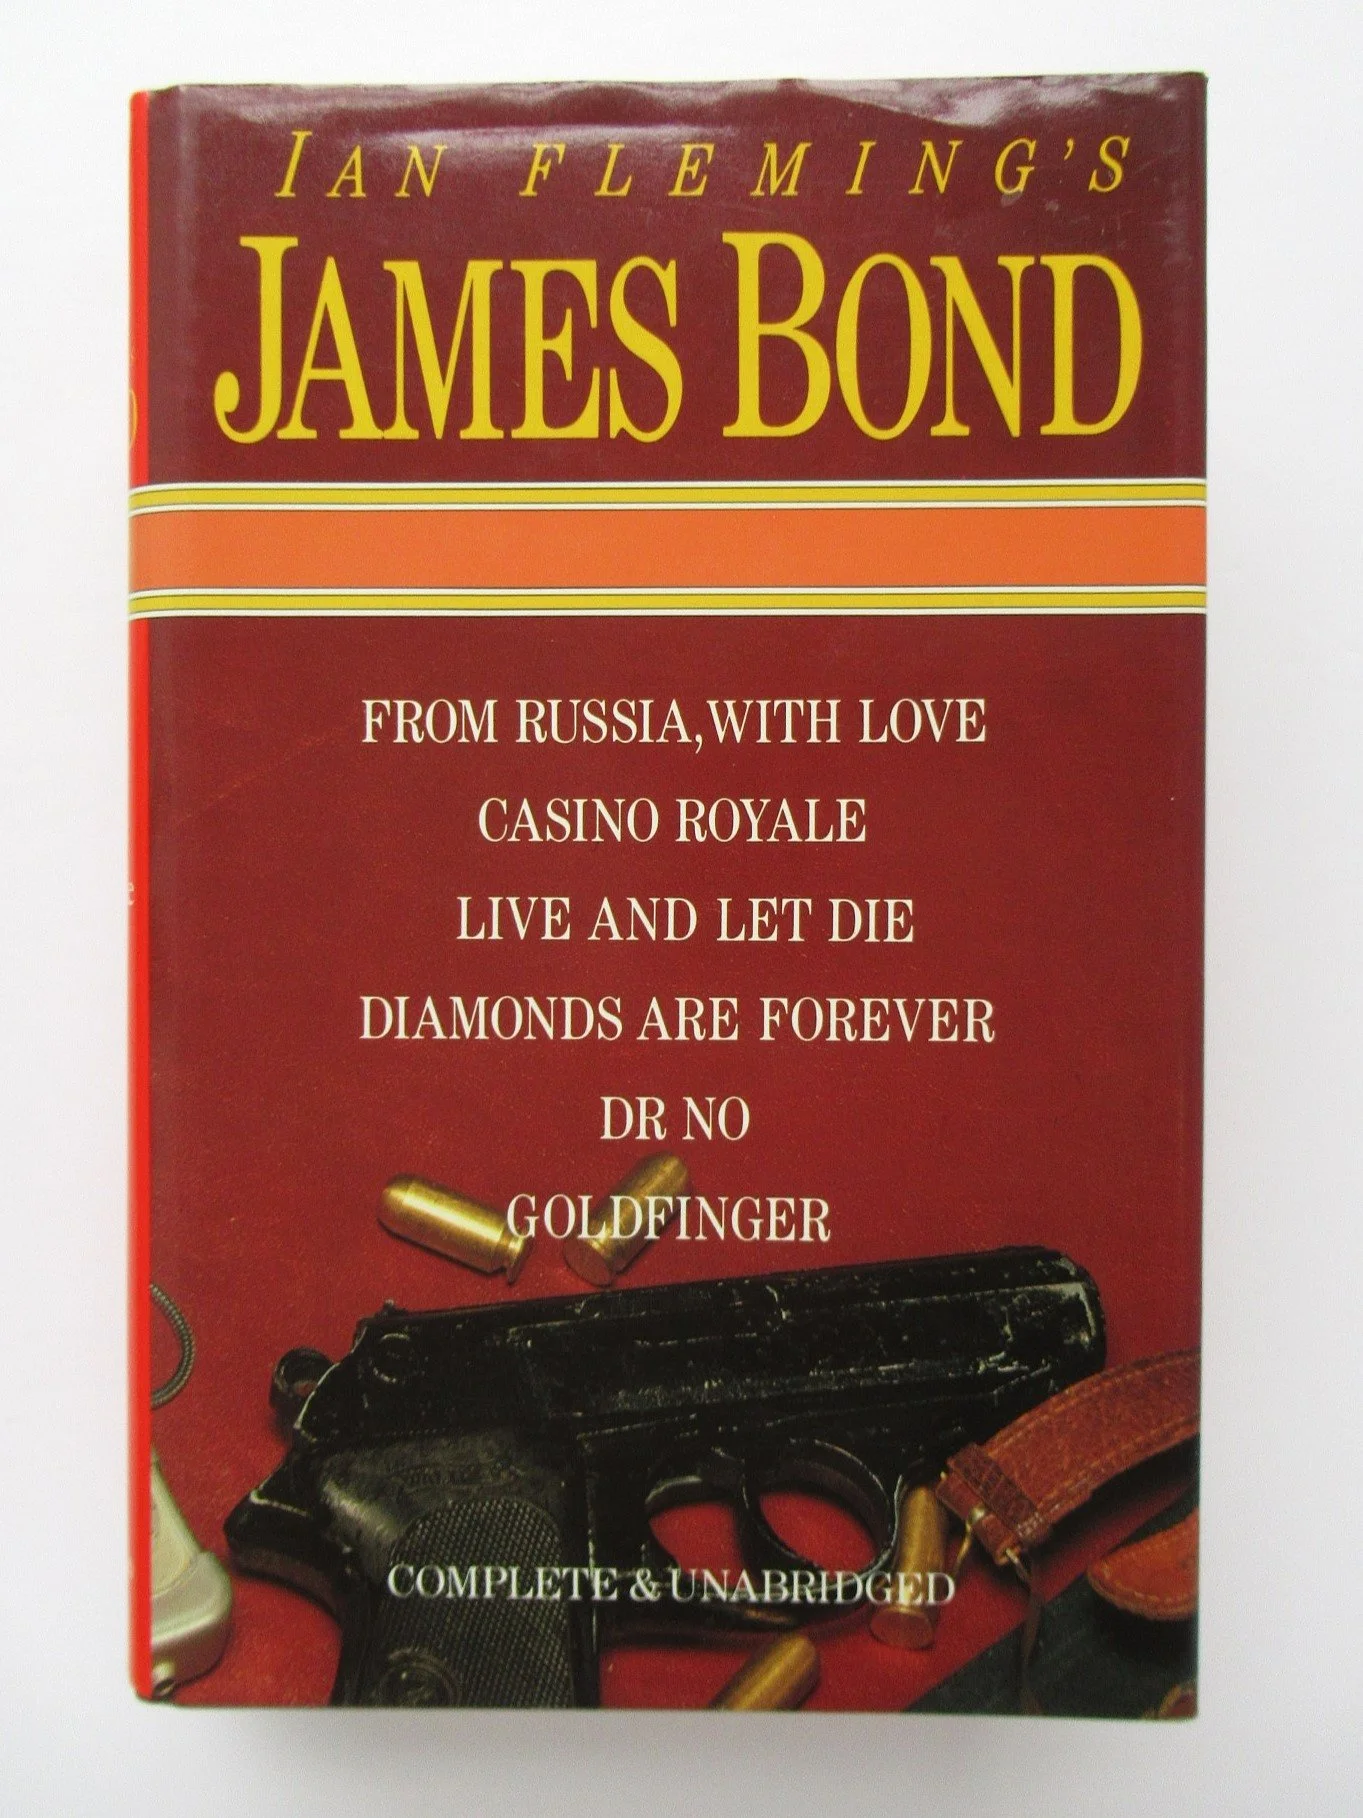 IAN FLEMING'S
JAMES BOND
FROM RUSSIA, WITH LOVE
CASINO ROYALE
LIVE AND LET DIE
DIAMONDS ARE FOREVER
DR NO
GOLDFINGER
COMPLETE & UNABRIDGED